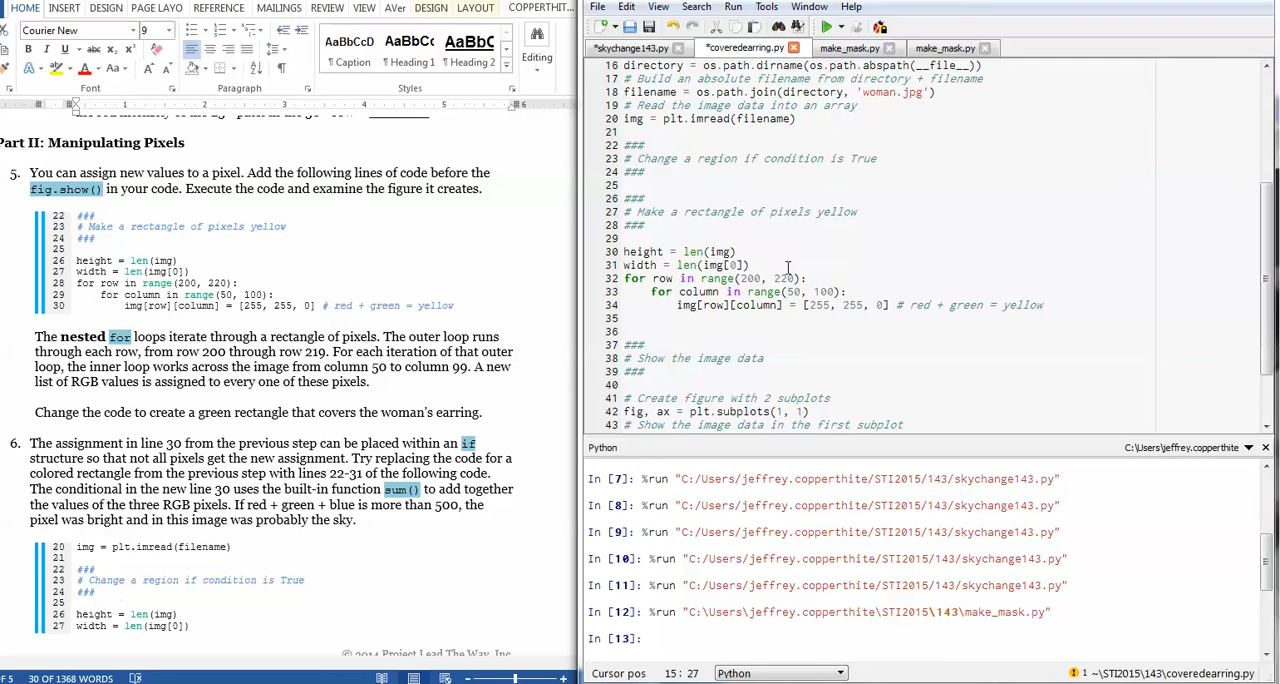 HOME INSERT DESIGN PAGE LAYO REFERENCE MAILINGS REVIEW VIEW AVer DESIGN LAYOUT COPPERTHIT...
Courier New 9
B I U abc
Aa
AaBbCcD AaBbCc AaBbC
¶ Caption Heading 1 Heading 2
Editing
Font Paragraph Styles
1 2 3 4 5 6
Part II: Manipulating Pixels
5. You can assign new values to a pixel. Add the following lines of code before the
fig.show() in your code. Execute the code and examine the figure it creates.
22 ###
23 # Make a rectangle of pixels yellow
24 ###
25
26 height = len(img)
27 width = len(img[0])
28 for row in range(200, 220):
29 for column in range(50, 100):
30 img[row][column] = [255, 255, 0] # red + green = yellow
The nested for loops iterate through a rectangle of pixels. The outer loop runs
through each row, from row 200 through row 219. For each iteration of that outer
loop, the inner loop works across the image from column 50 to column 99. A new
list of RGB values is assigned to every one of these pixels.
Change the code to create a green rectangle that covers the woman's earring.
6. The assignment in line 30 from the previous step can be placed within an if
structure so that not all pixels get the new assignment. Try replacing the code for a
colored rectangle from the previous step with lines 22-31 of the following code.
The conditional in the new line 30 uses the built-in function sum() to add together
the values of the three RGB pixels. If red + green + blue is more than 500, the
pixel was bright and in this image was probably the sky.
20 img = plt.imread(filename)
21
22 ###
23 # Change a region if condition is True
24 ###
25
26 height = len(img)
27 width = len(img[0])
© 2014 Project Lead The Way, Inc.
OF 5 30 OF 1368 WORDS
File Edit View Search Run Tools Window Help
*skychange143.py *coveredearring.py make_mask.py make_mask.py
16 directory = os.path.dirname(os.path.abspath(__file__))
17 # Build an absolute filename from directory + filename
18 filename = os.path.join(directory, 'woman.jpg')
19 # Read the image data into an array
20 img = plt.imread(filename)
21
22 ###
23 # Change a region if condition is True
24 ###
25
26 ###
27 # Make a rectangle of pixels yellow
28 ###
29
30 height = len(img)
31 width = len(img[0])
32 for row in range(200, 220):
33 for column in range(50, 100):
34 img[row][column] = [255, 255, 0] # red + green = yellow
35
36
37 ###
38 # Show the image data
39 ###
40
41 # Create figure with 2 subplots
42 fig, ax = plt.subplots(1, 1)
43 # Show the image data in the first subplot
Python C:\Users\jeffrey.copperthite
In [7]: %run "C:/Users/jeffrey.copperthite/STI2015/143/skychange143.py"
In [8]: %run "C:/Users/jeffrey.copperthite/STI2015/143/skychange143.py"
In [9]: %run "C:/Users/jeffrey.copperthite/STI2015/143/skychange143.py"
In [10]: %run "C:/Users/jeffrey.copperthite/STI2015/143/skychange143.py"
In [11]: %run "C:/Users/jeffrey.copperthite/STI2015/143/skychange143.py"
In [12]: %run "C:\Users\jeffrey.copperthite\STI2015\143\make_mask.py"
In [13]:
Cursor pos 15 : 27 Python 1 ~\STI2015\143\coveredearring.py